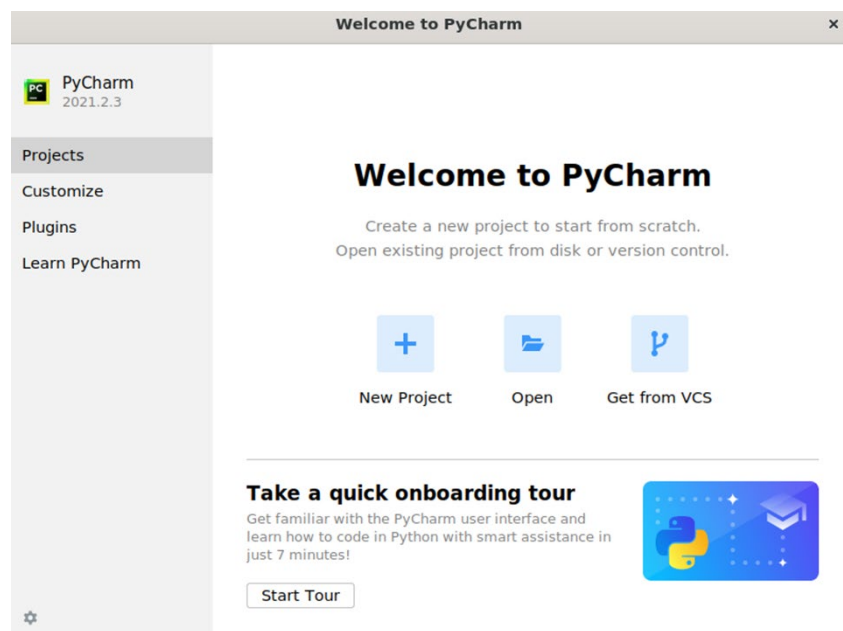 Welcome to PyCharm
×
PC
PyCharm
2021.2.3
Projects
Customize
Plugins
Learn PyCharm
Welcome to PyCharm
Create a new project to start from scratch.
Open existing project from disk or version control.
New Project
Open
Get from VCS
Take a quick onboarding tour
Get familiar with the PyCharm user interface and
learn how to code in Python with smart assistance in
just 7 minutes!
Start Tour